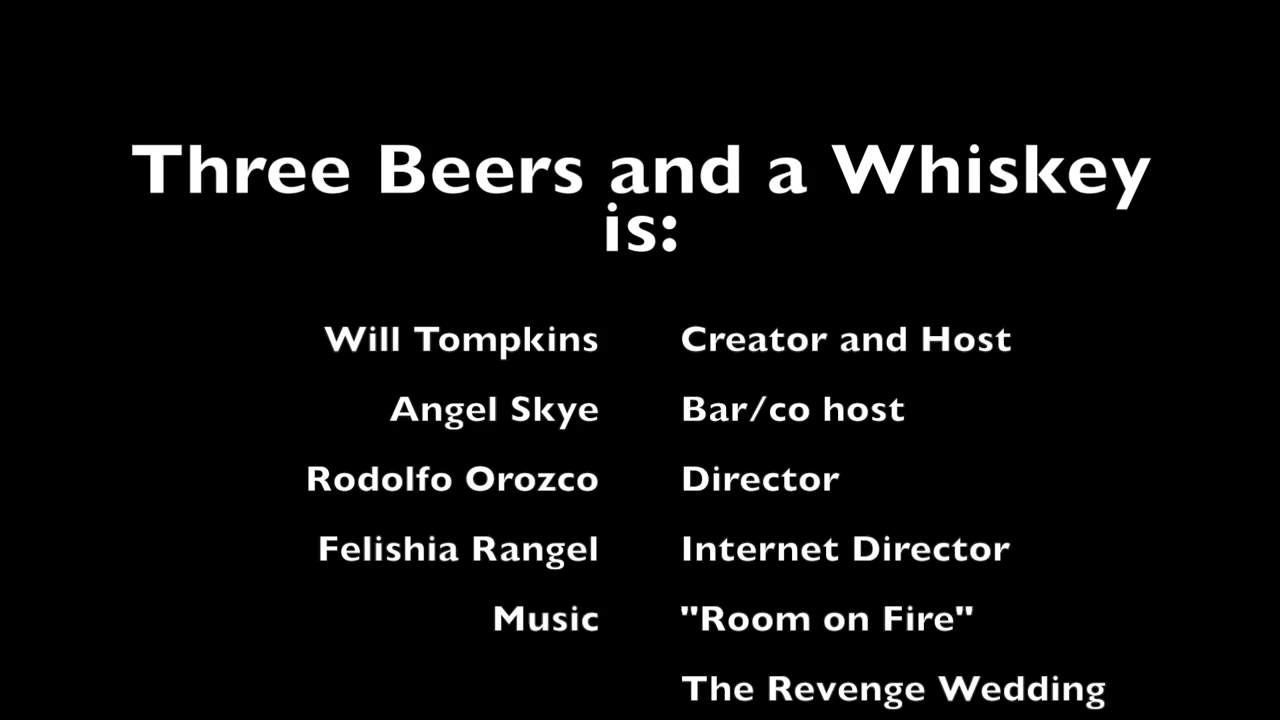 Three Beers and a Whiskey
is:
Will Tompkins Creator and Host
Angel Skye Bar/co host
Rodolfo Orozco Director
Felishia Rangel Internet Director
Music "Room on Fire"
The Revenge Wedding